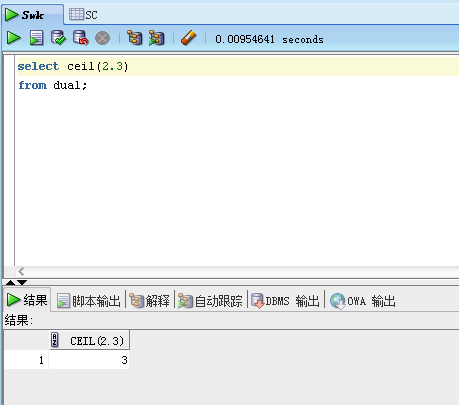 Swk SC
0.00954641 seconds
select ceil(2.3)
from dual;
结果 脚本输出 解释 自动跟踪 DBMS 输出 OWA 输出
结果:
CEIL(2.3)
1 3